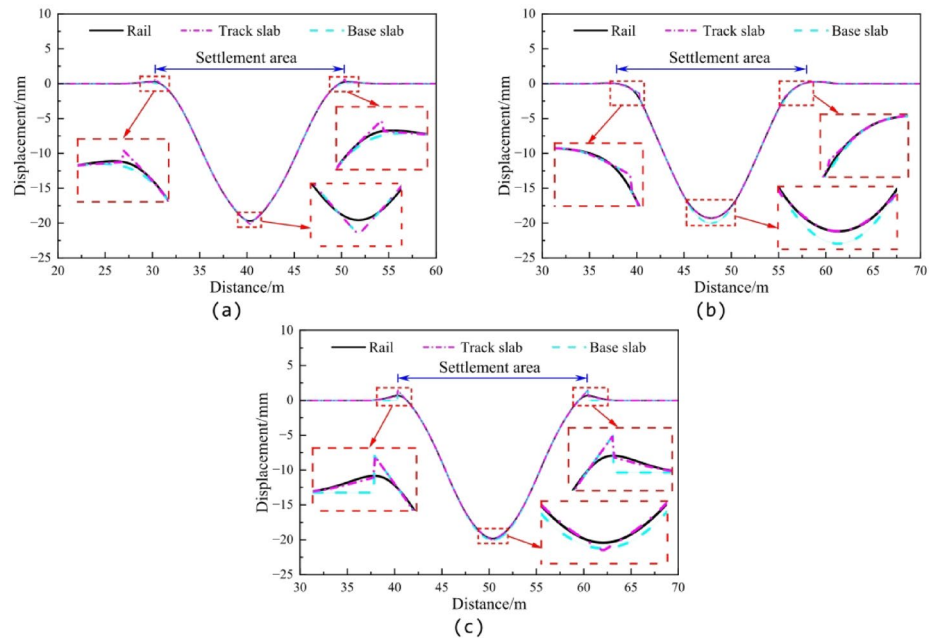 10
5
0
−5
−10
−15
−20
−25
Displacement/mm
Rail Track slab Base slab
Settlement area
20 25 30 35 40 45 50 55 60
Distance/m
(a)
10
5
0
−5
−10
−15
−20
−25
Displacement/mm
Rail Track slab Base slab
Settlement area
30 35 40 45 50 55 60 65 70
Distance/m
(b)
10
5
0
−5
−10
−15
−20
−25
Displacement/mm
Rail Track slab Base slab
Settlement area
30 35 40 45 50 55 60 65 70
Distance/m
(c)